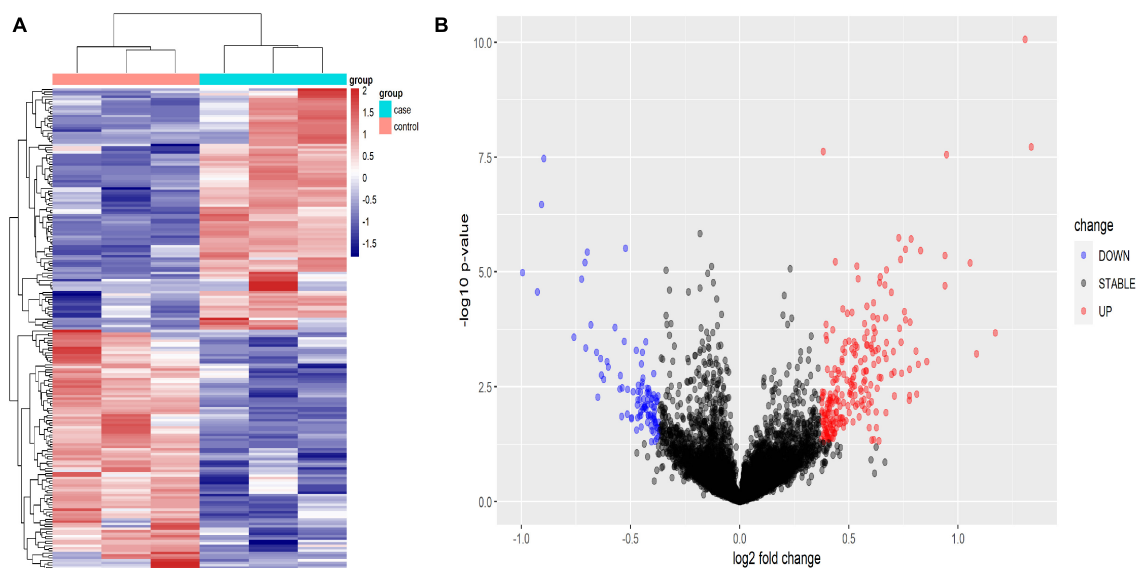 A
group
2
1.5
1
0.5
0
-0.5
-1
-1.5
group
case
control
B
-log10 p-value
10.0
7.5
5.0
2.5
0.0
-1.0
-0.5
0.0
0.5
1.0
log2 fold change
change
DOWN
STABLE
UP